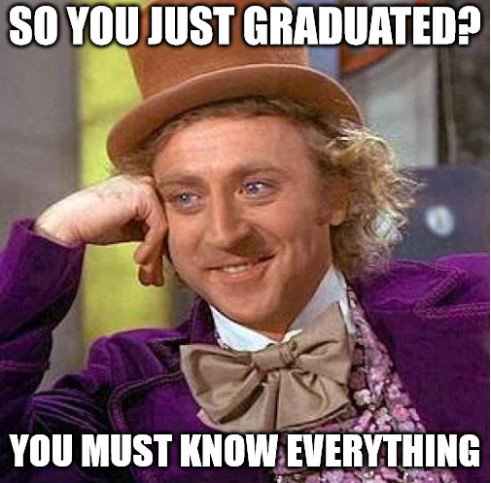 SO YOU JUST GRADUATED?
YOU MUST KNOW EVERYTHING